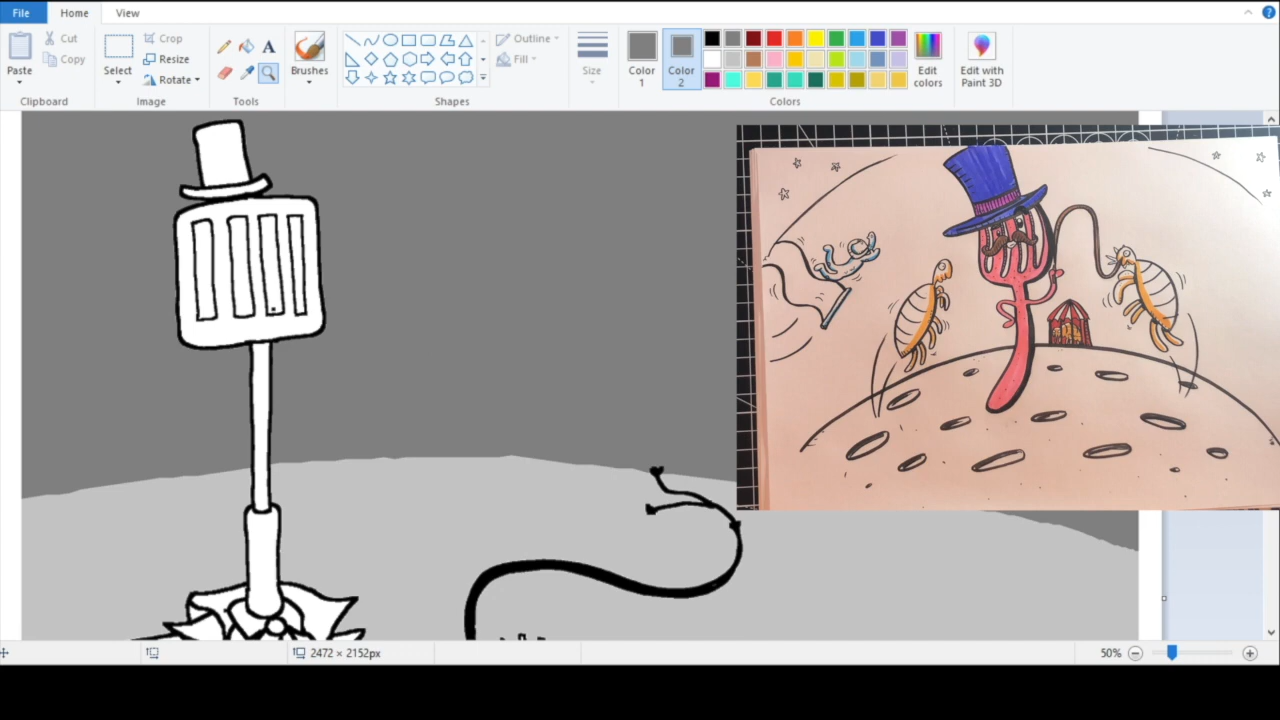 File Home View
Paste
Cut
Copy
Clipboard
Select
Crop
Resize
Rotate
Image
A
Tools
Brushes
Outline
Fill
Shapes
Size
Color
1
Color
2
Edit
colors
Colors
Edit with
Paint 3D
2472 × 2152px
50%